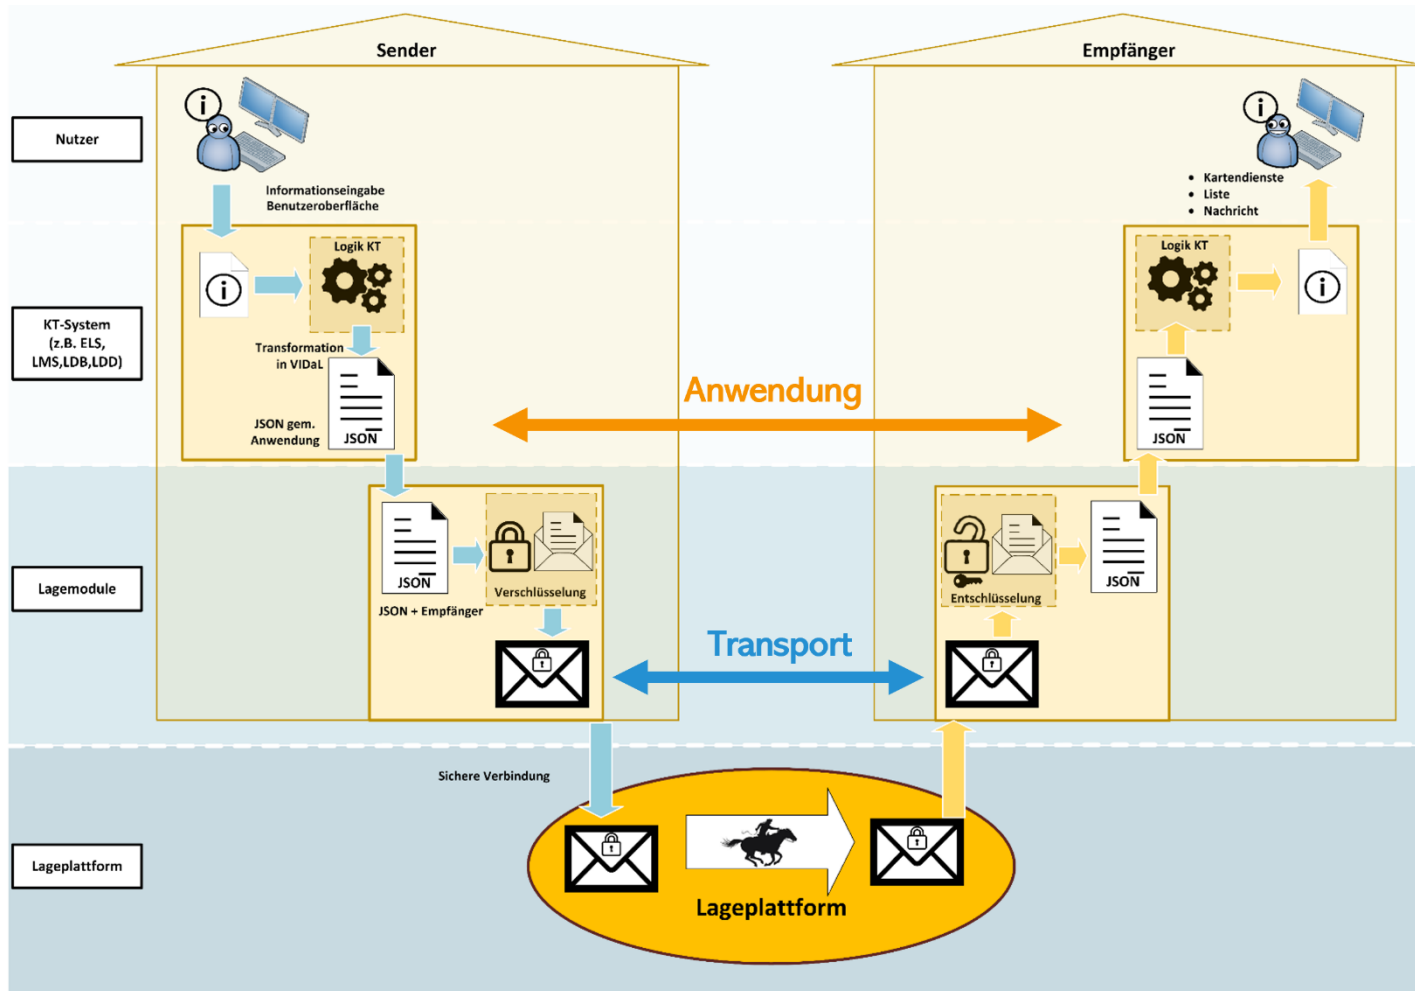 Sender
Empfänger
Nutzer
Informationseingabe
Benutzeroberfläche
• Kartendienste
• Liste
• Nachricht
KT-System
(z.B. ELS,
LMS,LDB,LDD)
Logik KT
Transformation
in VIDaL
JSON gem.
Anwendung
JSON
Anwendung
Logik KT
JSON
Lagemodule
JSON
JSON + Empfänger
Verschlüsselung
Transport
Entschlüsselung
JSON
Lageplattform
Sichere Verbindung
Lageplattform